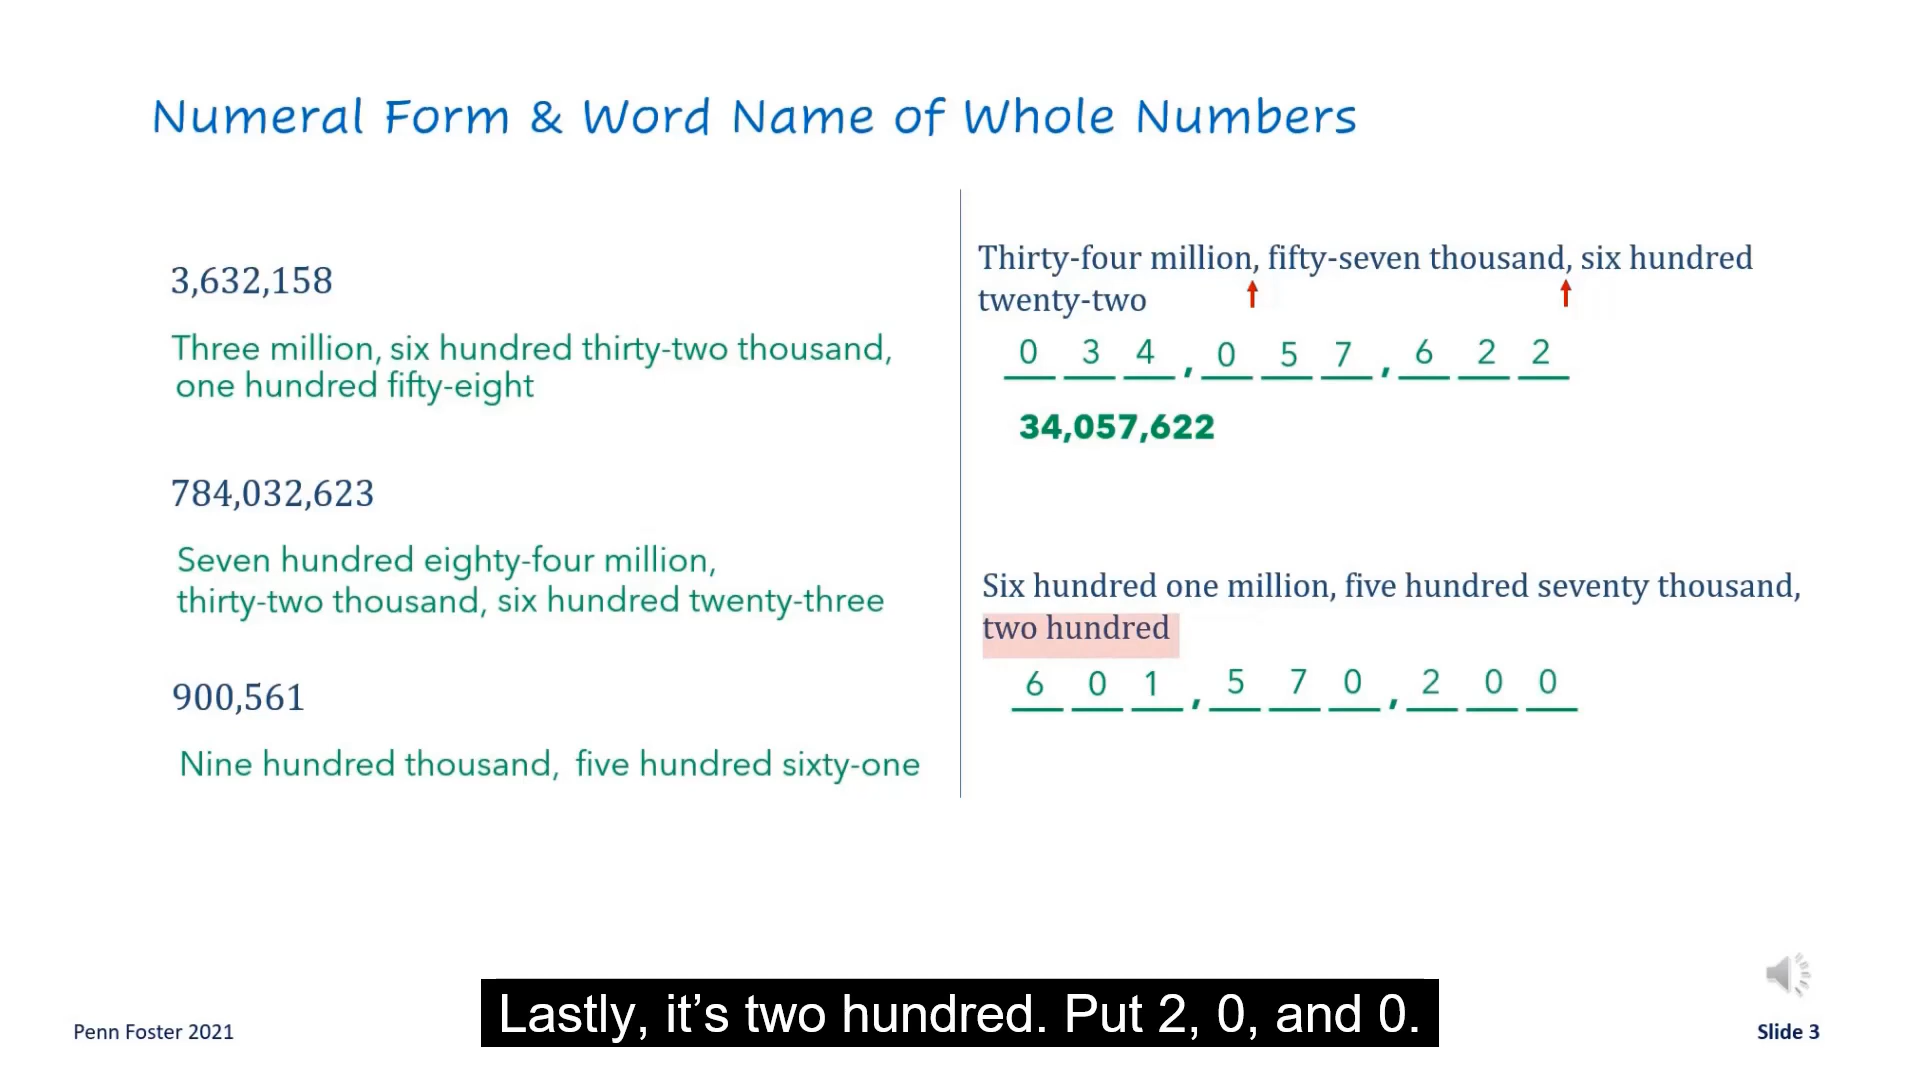 Numeral Form & Word Name of Whole Numbers
3,632,158
Three million, six hundred thirty-two thousand,
one hundred fifty-eight
784,032,623
Seven hundred eighty-four million,
thirty-two thousand, six hundred twenty-three
900,561
Nine hundred thousand, five hundred sixty-one
Thirty-four million, fifty-seven thousand, six hundred
twenty-two
0 3 4 , 0 5 7 , 6 2 2
34,057,622
Six hundred one million, five hundred seventy thousand,
two hundred
6 0 1 , 5 7 0 , 2 0 0
Lastly, it’s two hundred. Put 2, 0, and 0.
Penn Foster 2021
Slide 3